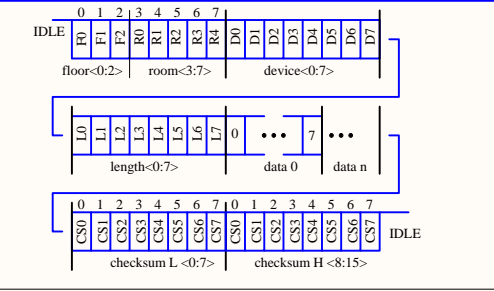 0 1 2 3 4 5 6 7
IDLE F0 F1 F2 R0 R1 R2 R3 R4 D0 D1 D2 D3 D4 D5 D6 D7
floor<0:2> room<3:7> device<0:7>
L0 L1 L2 L3 L4 L5 L6 L7 0 ••• 7 •••
length<0:7> data 0 data n
0 1 2 3 4 5 6 7 0 1 2 3 4 5 6 7
CS0 CS1 CS2 CS3 CS4 CS5 CS6 CS7 CS0 CS1 CS2 CS3 CS4 CS5 CS6 CS7 IDLE
checksum L <0:7> checksum H <8:15>